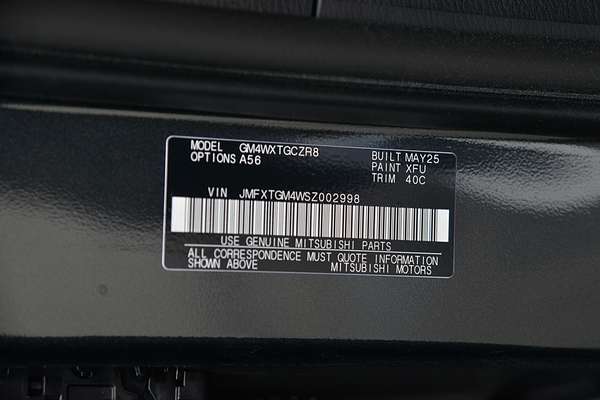 MODEL GM4WXTGCZR8 BUILT MAY25
OPTIONS A56 PAINT XFU
TRIM 40C
VIN JMFXTGM4WSZ002998
USE GENUINE MITSUBISHI PARTS
ALL CORRESPONDENCE MUST QUOTE INFORMATION
SHOWN ABOVE MITSUBISHI MOTORS